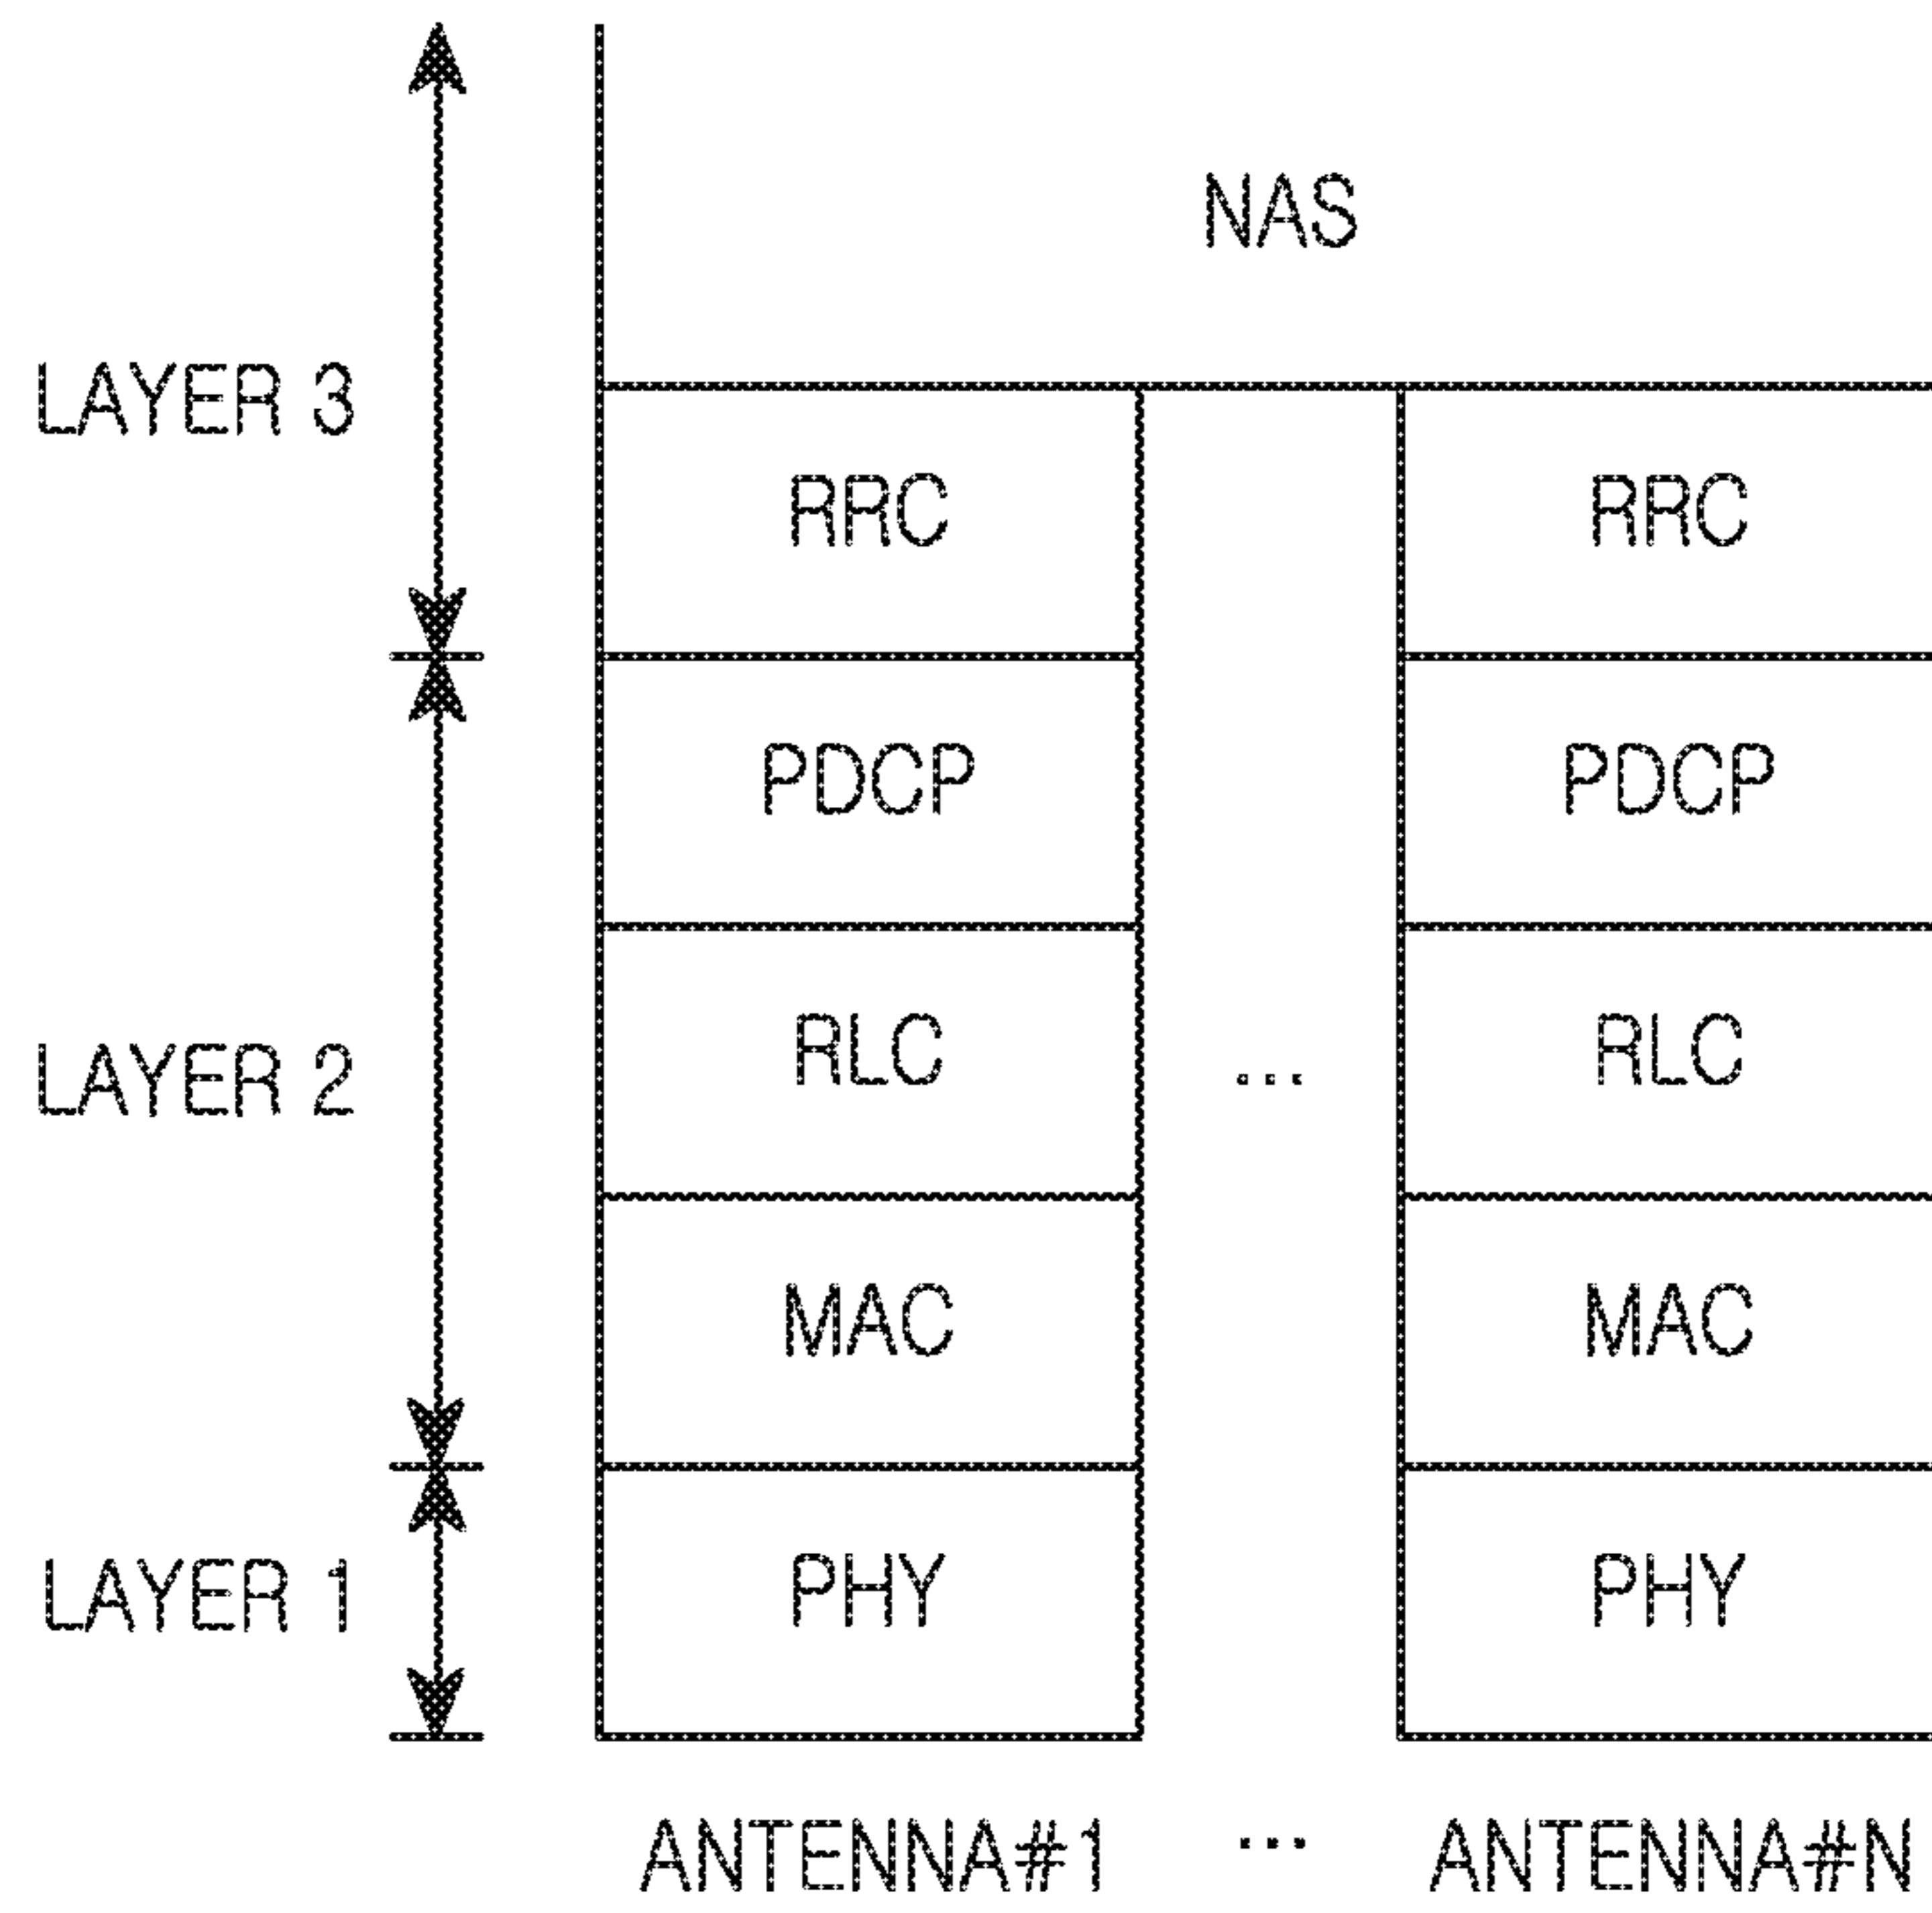 NAS
LAYER 3
RRC RRC
PDCP PDCP
LAYER 2
RLC ... RLC
MAC MAC
LAYER 1
PHY PHY
ANTENNA#1 ... ANTENNA#N